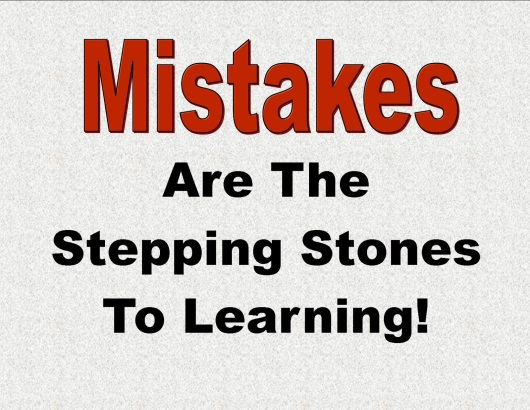 Mistakes
Are The
Stepping Stones
To Learning!